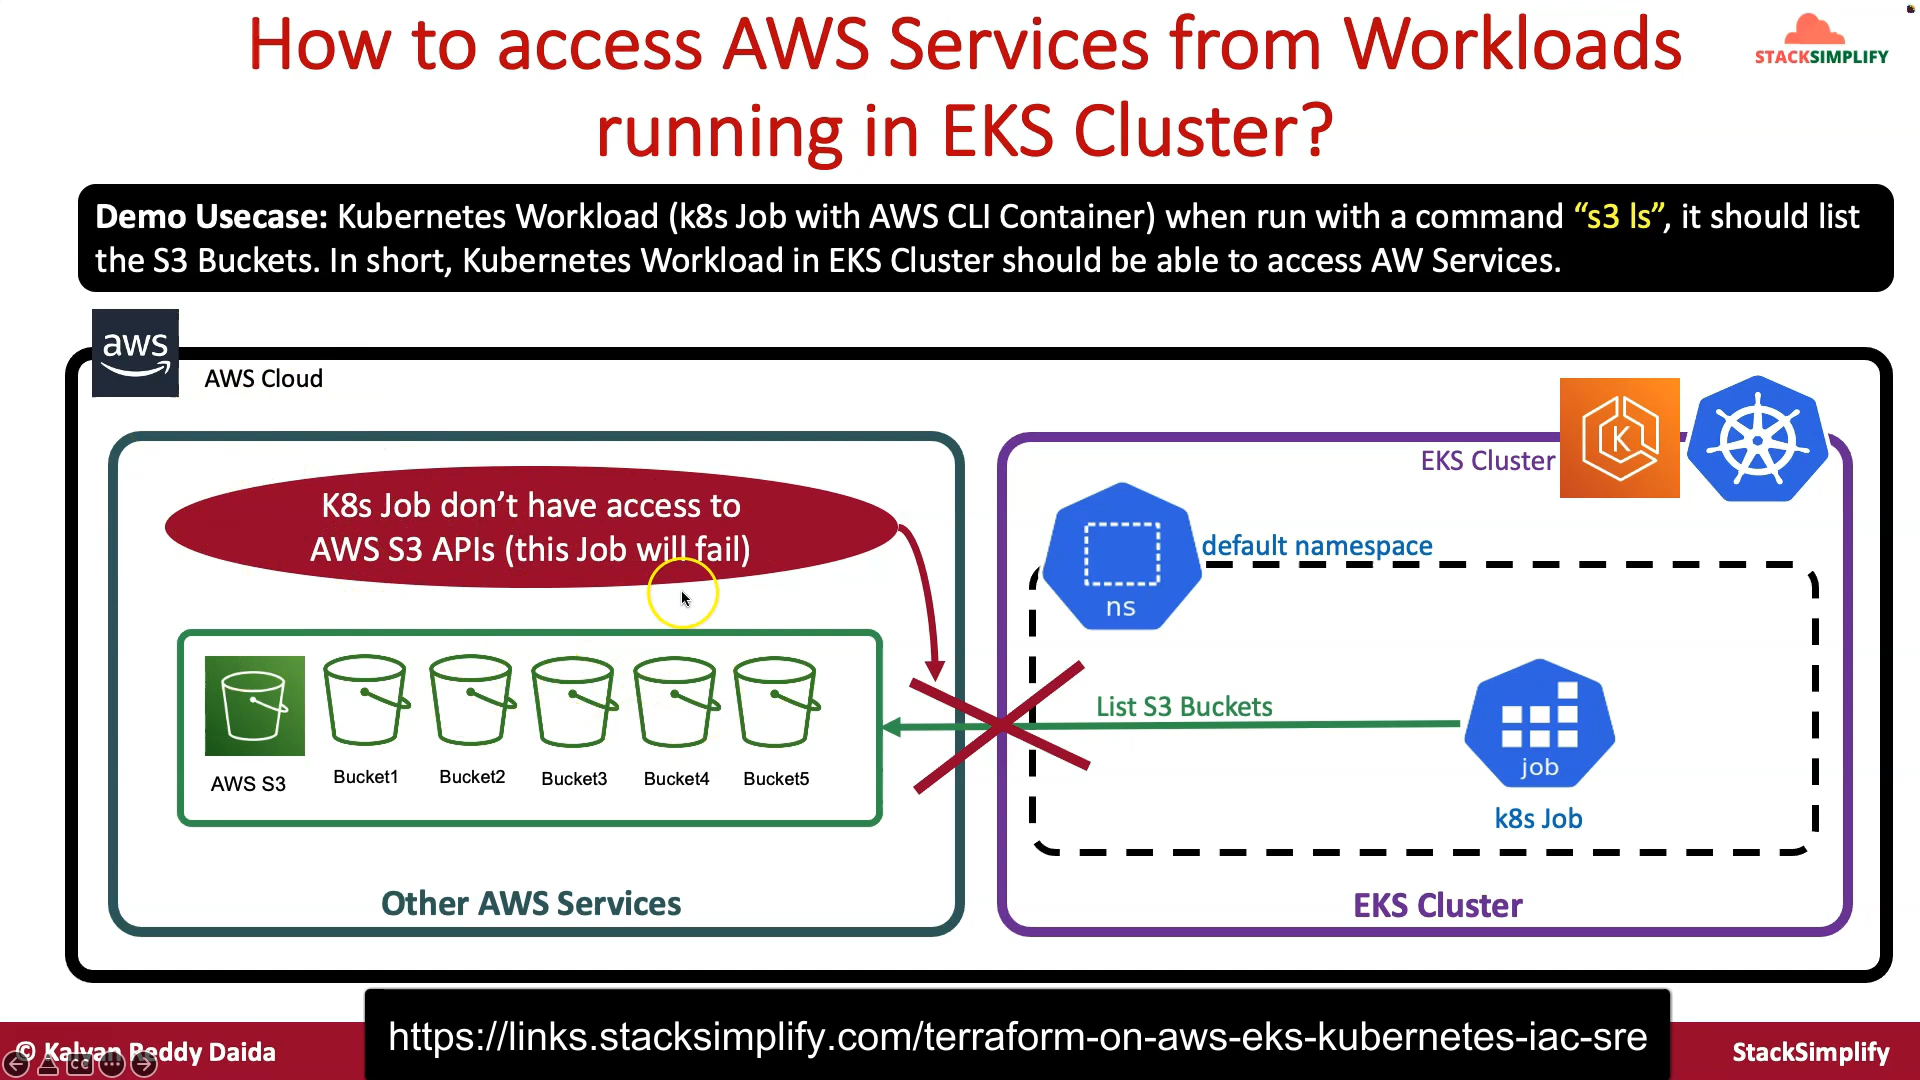 How to access AWS Services from Workloads
running in EKS Cluster?
STACKSIMPLIFY
Demo Usecase: Kubernetes Workload (k8s Job with AWS CLI Container) when run with a command “s3 ls”, it should list
the S3 Buckets. In short, Kubernetes Workload in EKS Cluster should be able to access AW Services.
aws
AWS Cloud
K8s Job don’t have access to
AWS S3 APIs (this Job will fail)
AWS S3
Bucket1
Bucket2
Bucket3
Bucket4
Bucket5
Other AWS Services
EKS Cluster
K
ns
default namespace
List S3 Buckets
job
k8s Job
EKS Cluster
https://links.stacksimplify.com/terraform-on-aws-eks-kubernetes-iac-sre
© Kalyan Reddy Daida
CC
StackSimplify